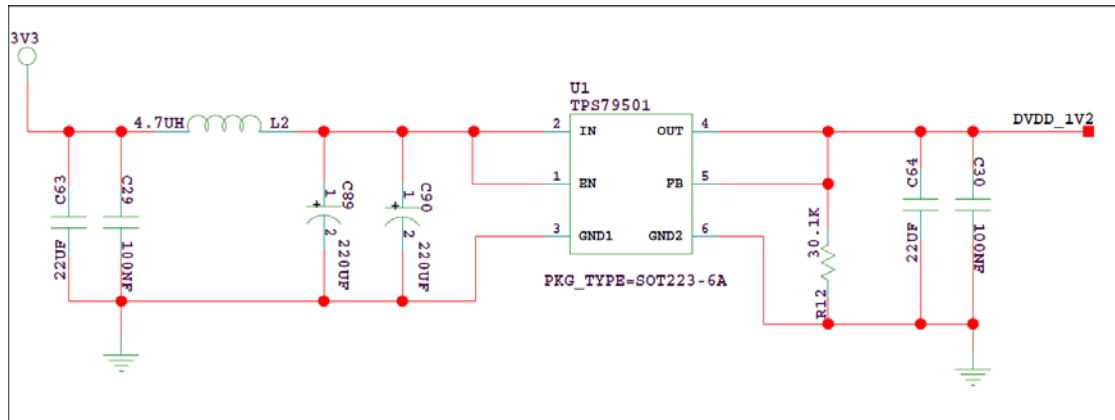 3V3
U1
TPS79501
4.7UH
L2
2
IN
OUT
4
DVDD_1V2
1
EN
PB
5
3
GND1
GND2
6
C63
22UF
C29
100NF
1
+
C89
2
220UF
1
+
C90
2
220UF
30.1K
R12
C64
22UF
C30
100NF
PKG_TYPE=SOT223-6A